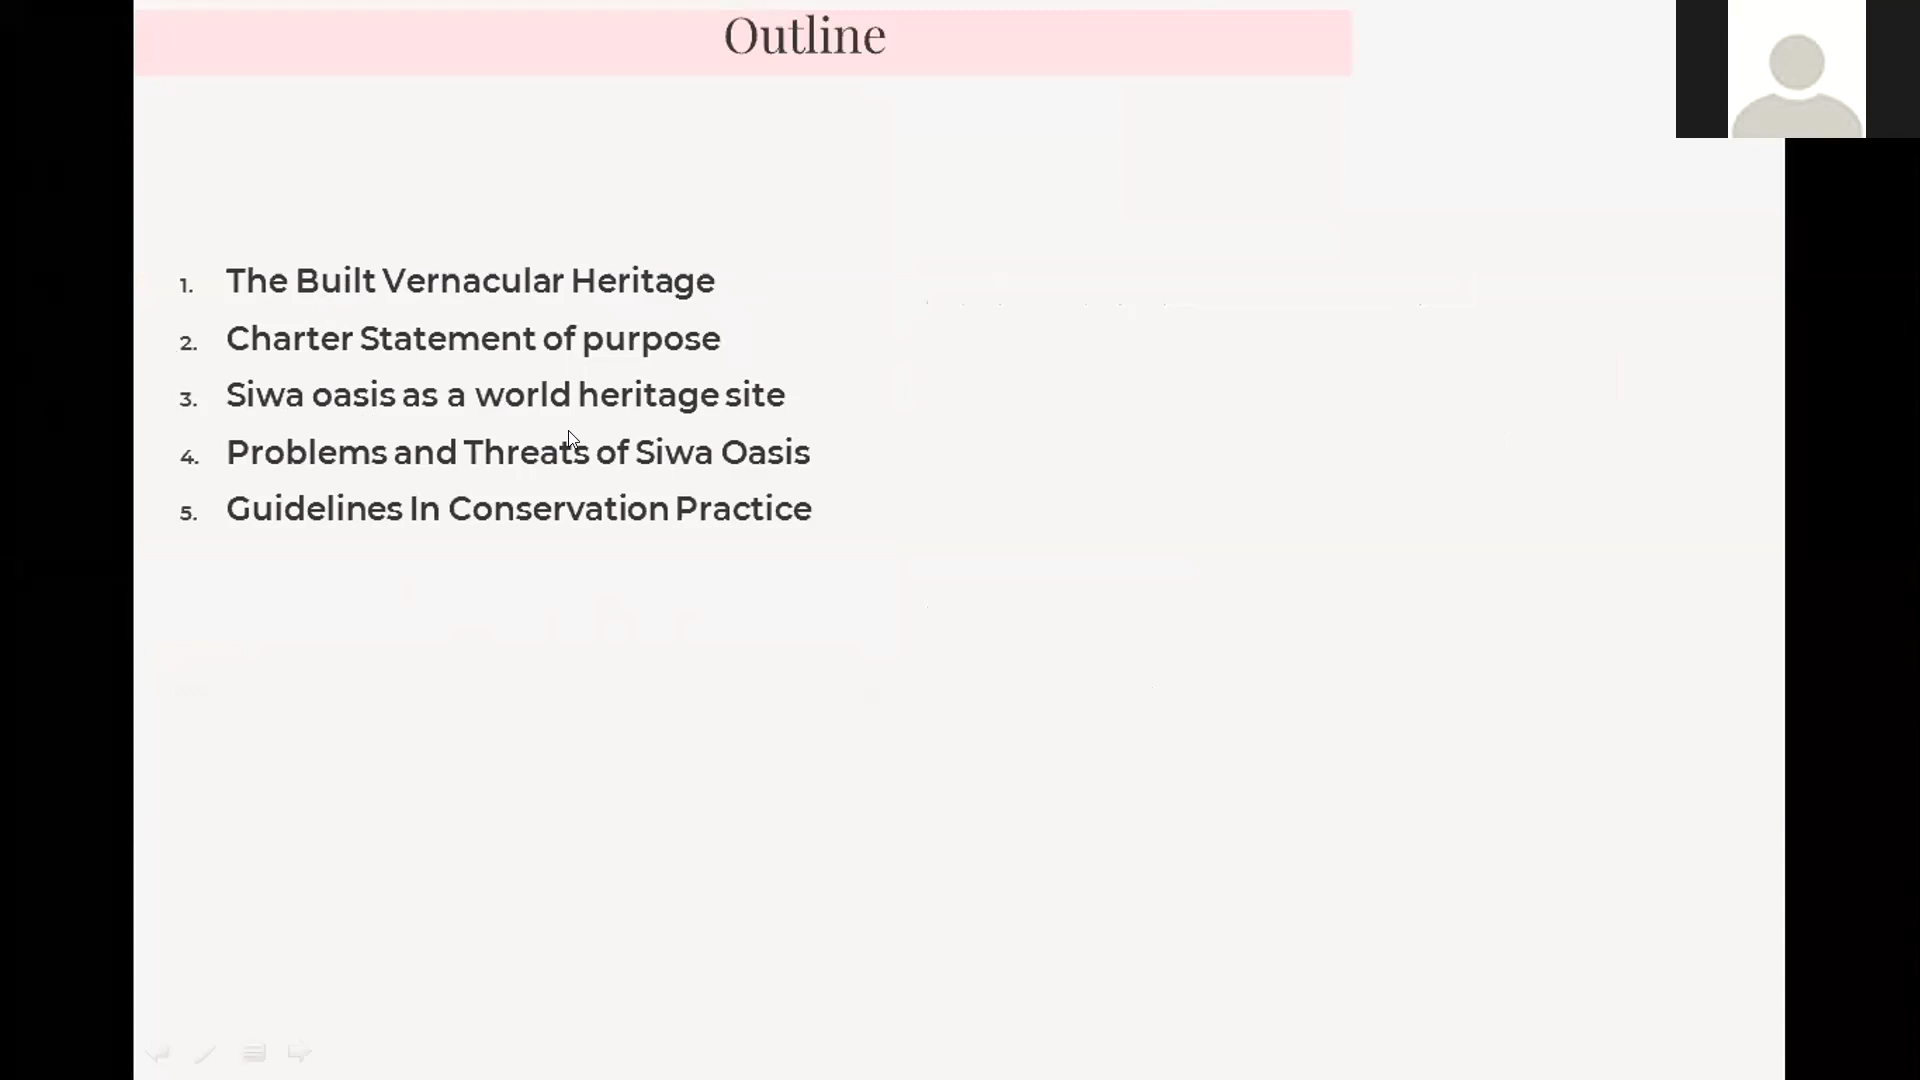 Outline
1. The Built Vernacular Heritage
2. Charter Statement of purpose
3. Siwa oasis as a world heritage site
4. Problems and Threats of Siwa Oasis
5. Guidelines In Conservation Practice